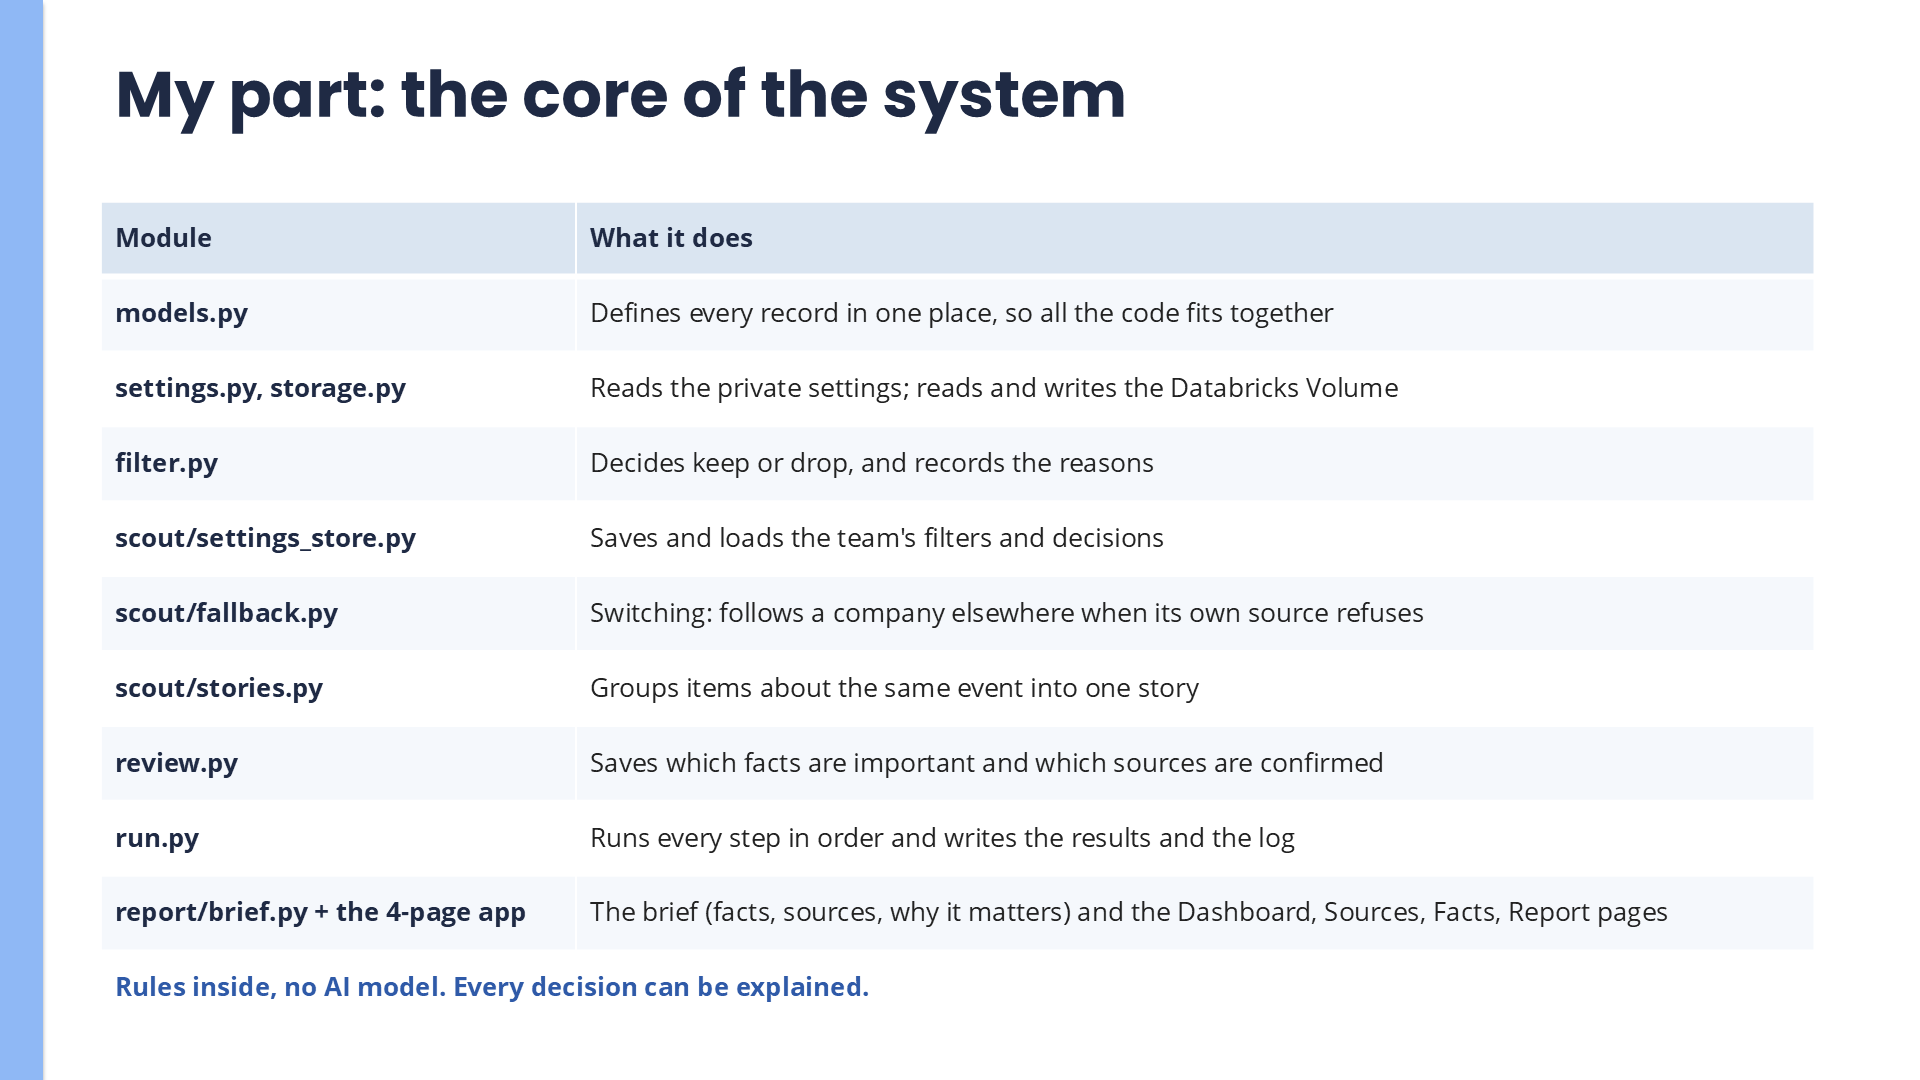 My part: the core of the system
Module What it does
models.py Defines every record in one place, so all the code fits together
settings.py, storage.py Reads the private settings; reads and writes the Databricks Volume
filter.py Decides keep or drop, and records the reasons
scout/settings_store.py Saves and loads the team's filters and decisions
scout/fallback.py Switching: follows a company elsewhere when its own source refuses
scout/stories.py Groups items about the same event into one story
review.py Saves which facts are important and which sources are confirmed
run.py Runs every step in order and writes the results and the log
report/brief.py + the 4-page app The brief (facts, sources, why it matters) and the Dashboard, Sources, Facts, Report pages
Rules inside, no AI model. Every decision can be explained.